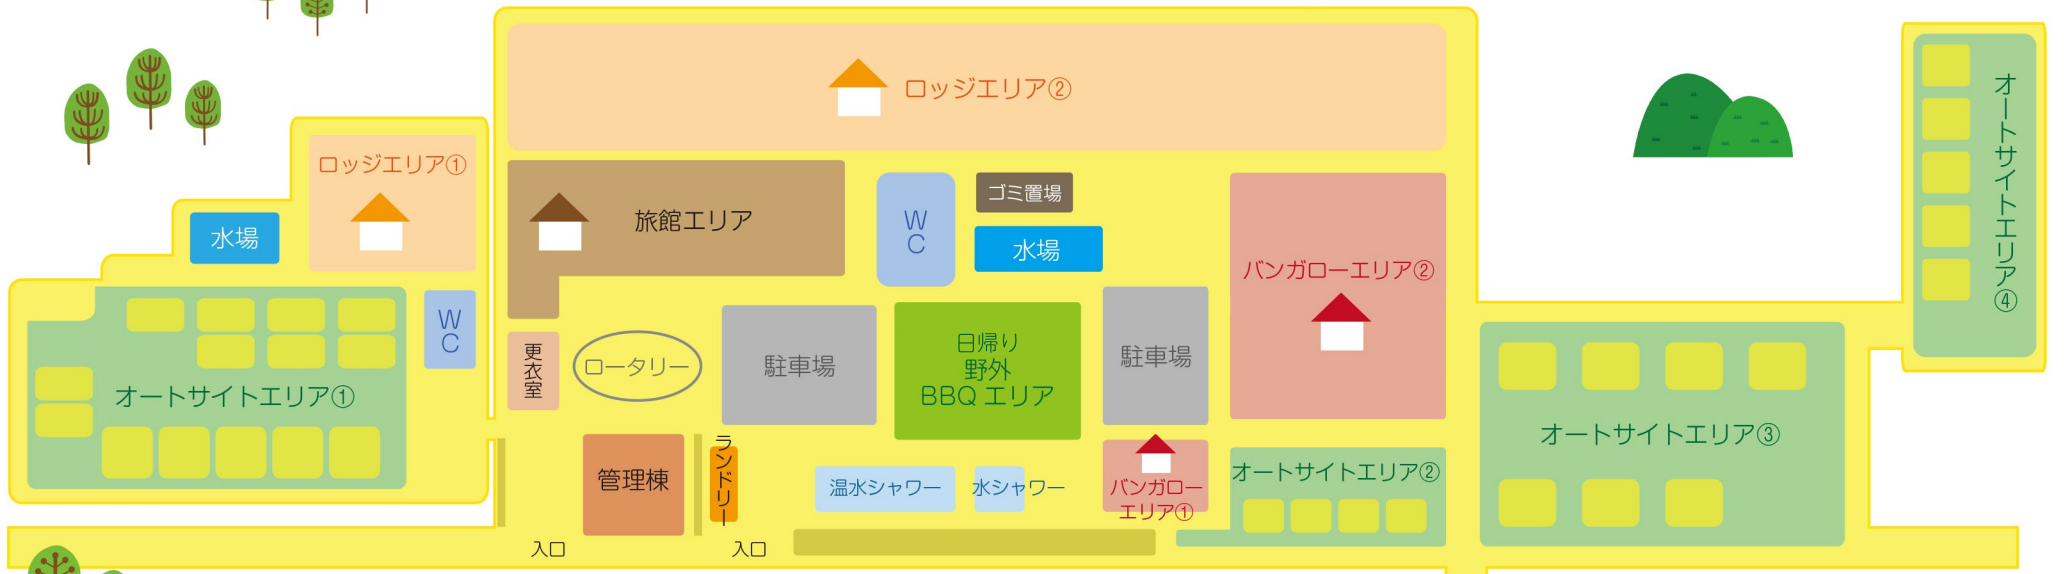 ロッジエリア②
ロッジエリア①
水場
WC
オートサイトエリア①
旅館エリア
WC
ゴミ置場
水場
バンガローエリア②
更衣室
ロータリー
駐車場
日帰り
野外
BBQ エリア
駐車場
管理棟
ランドリー
温水シャワー
水シャワー
バンガロー
エリア①
オートサイトエリア②
オートサイトエリア③
オートサイトエリア④
入口
入口